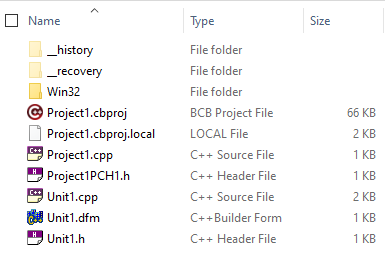 Name Type Size
__history File folder
__recovery File folder
Win32 File folder
Project1.cbproj BCB Project File 66 KB
Project1.cbproj.local LOCAL File 2 KB
Project1.cpp C++ Source File 1 KB
Project1PCH1.h C++ Header File 1 KB
Unit1.cpp C++ Source File 2 KB
Unit1.dfm C++Builder Form 1 KB
Unit1.h C++ Header File 1 KB